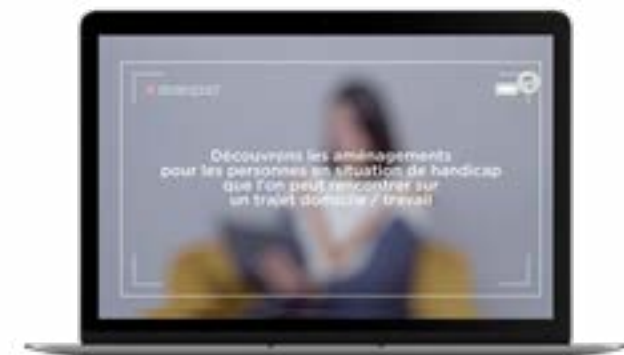 Découvrons les aménagements
pour les personnes en situation de handicap
que l'on peut rencontrer sur
un trajet domicile / travail